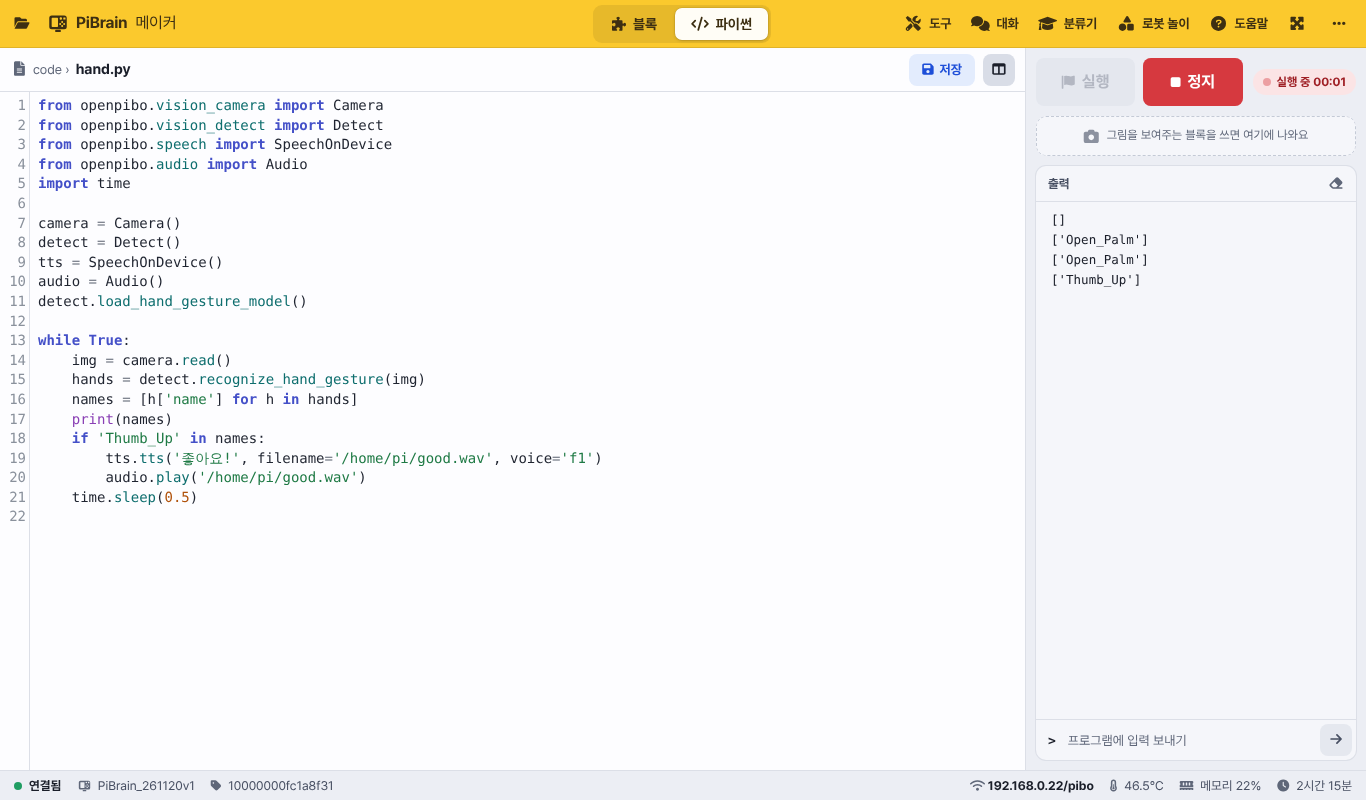 PiBrain 메이커
블록
파이썬
도구
대화
분류기
로봇 놀이
도움말
code › hand.py
저장
실행
정지
실행 중 00:01
1 from openpibo.vision_camera import Camera
2 from openpibo.vision_detect import Detect
3 from openpibo.speech import SpeechOnDevice
4 from openpibo.audio import Audio
5 import time
6
7 camera = Camera()
8 detect = Detect()
9 tts = SpeechOnDevice()
10 audio = Audio()
11 detect.load_hand_gesture_model()
12
13 while True:
14     img = camera.read()
15     hands = detect.recognize_hand_gesture(img)
16     names = [h['name'] for h in hands]
17     print(names)
18     if 'Thumb_Up' in names:
19         tts.tts('좋아요!', filename='/home/pi/good.wav', voice='f1')
20         audio.play('/home/pi/good.wav')
21     time.sleep(0.5)
22
그림을 보여주는 블록을 쓰면 여기에 나와요
출력
[]
['Open_Palm']
['Open_Palm']
['Thumb_Up']
> 프로그램에 입력 보내기
연결됨
PiBrain_261120v1
10000000fc1a8f31
192.168.0.22/pibo
46.5°C
메모리 22%
2시간 15분